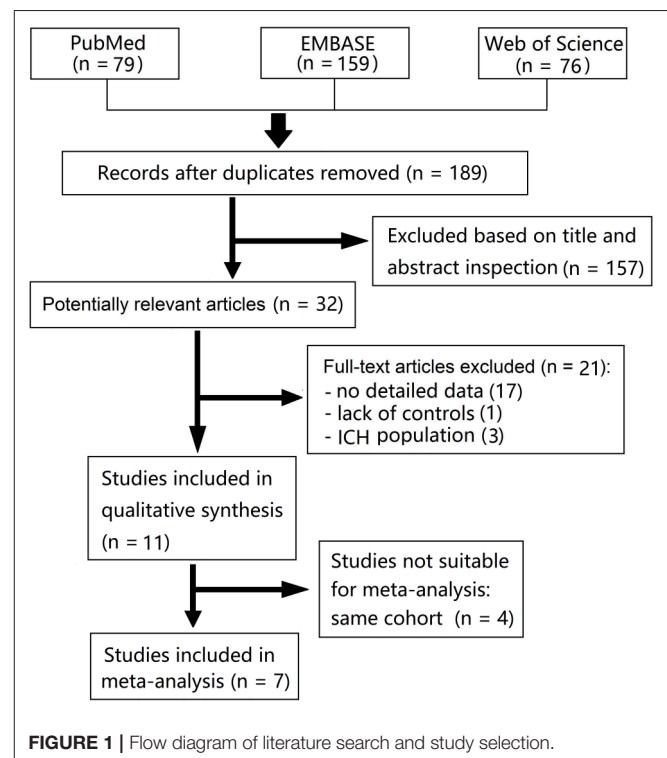 PubMed
(n = 79)
EMBASE
(n = 159)
Web of Science
(n = 76)
Records after duplicates removed (n = 189)
Excluded based on title and
abstract inspection (n = 157)
Potentially relevant articles (n = 32)
Full-text articles excluded (n = 21):
- no detailed data (17)
- lack of controls (1)
- ICH population (3)
Studies included in
qualitative synthesis
(n = 11)
Studies not suitable
for meta-analysis:
same cohort (n = 4)
Studies included in
meta-analysis (n = 7)
FIGURE 1 | Flow diagram of literature search and study selection.